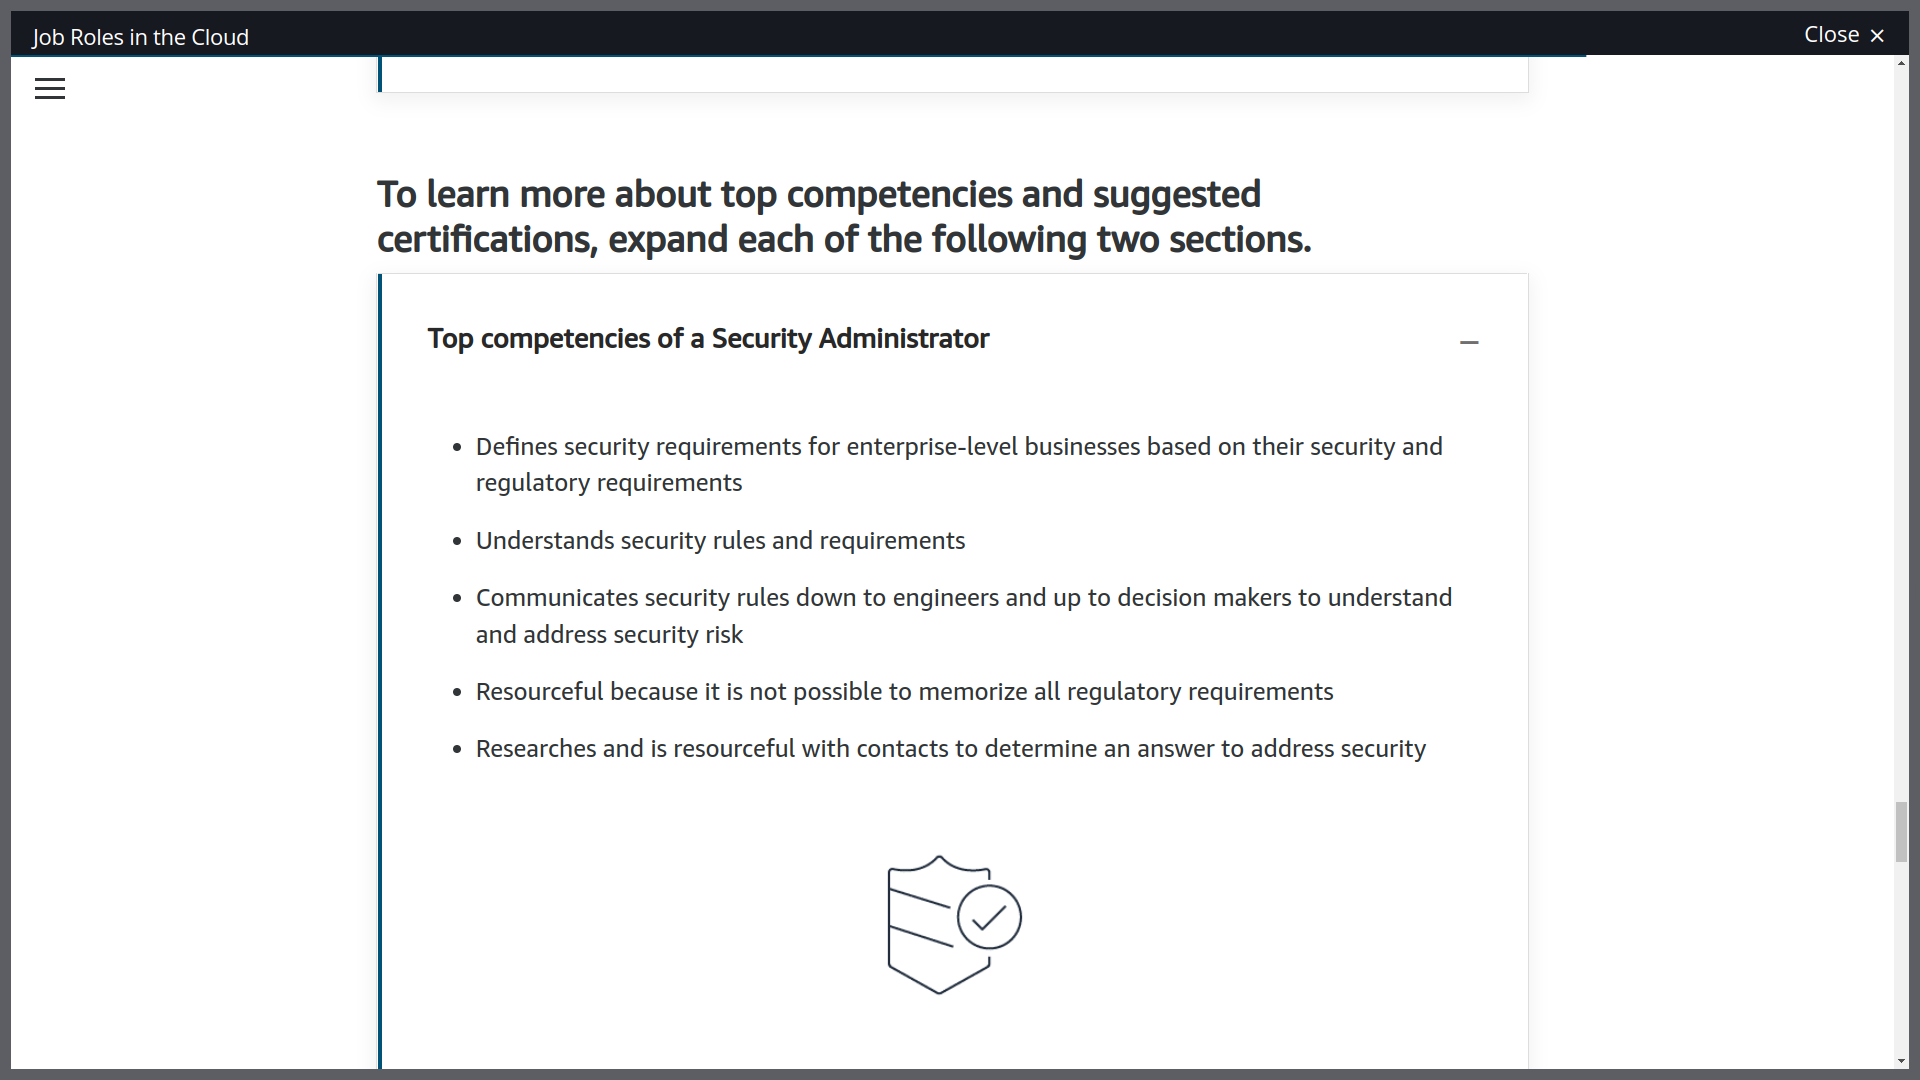 Job Roles in the Cloud
Close ×
To learn more about top competencies and suggested
certifications, expand each of the following two sections.
Top competencies of a Security Administrator
• Defines security requirements for enterprise-level businesses based on their security and
regulatory requirements
• Understands security rules and requirements
• Communicates security rules down to engineers and up to decision makers to understand
and address security risk
• Resourceful because it is not possible to memorize all regulatory requirements
• Researches and is resourceful with contacts to determine an answer to address security